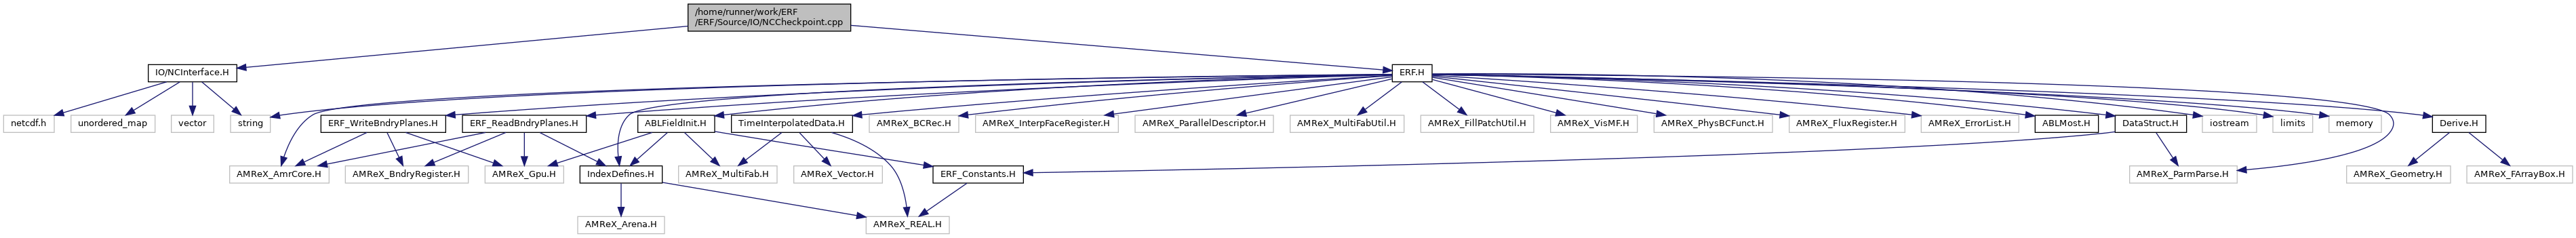 /home/runner/work/ERF
/ERF/Source/IO/NCCheckpoint.cpp
IO/NCInterface.H
ERF.H
netcdf.h
unordered_map
vector
string
ERF_WriteBndryPlanes.H
ERF_ReadBndryPlanes.H
ABLFieldInit.H
TimeInterpolatedData.H
AMReX_BCRec.H
AMReX_InterpFaceRegister.H
AMReX_ParallelDescriptor.H
AMReX_MultiFabUtil.H
AMReX_FillPatchUtil.H
AMReX_VisMF.H
AMReX_PhysBCFunct.H
AMReX_FluxRegister.H
AMReX_ErrorList.H
ABLMost.H
DataStruct.H
iostream
limits
memory
Derive.H
AMReX_AmrCore.H
AMReX_BndryRegister.H
AMReX_Gpu.H
IndexDefines.H
AMReX_MultiFab.H
AMReX_Vector.H
ERF_Constants.H
AMReX_ParmParse.H
AMReX_Geometry.H
AMReX_FArrayBox.H
AMReX_Arena.H
AMReX_REAL.H